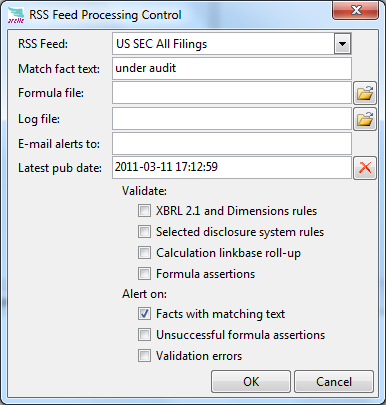 arelle
RSS Feed Processing Control
RSS Feed: US SEC All Filings
Match fact text: under audit
Formula file:
Log file:
E-mail alerts to:
Latest pub date: 2011-03-11 17:12:59
Validate:
XBRL 2.1 and Dimensions rules
Selected disclosure system rules
Calculation linkbase roll-up
Formula assertions
Alert on:
Facts with matching text
Unsuccessful formula assertions
Validation errors
OK Cancel